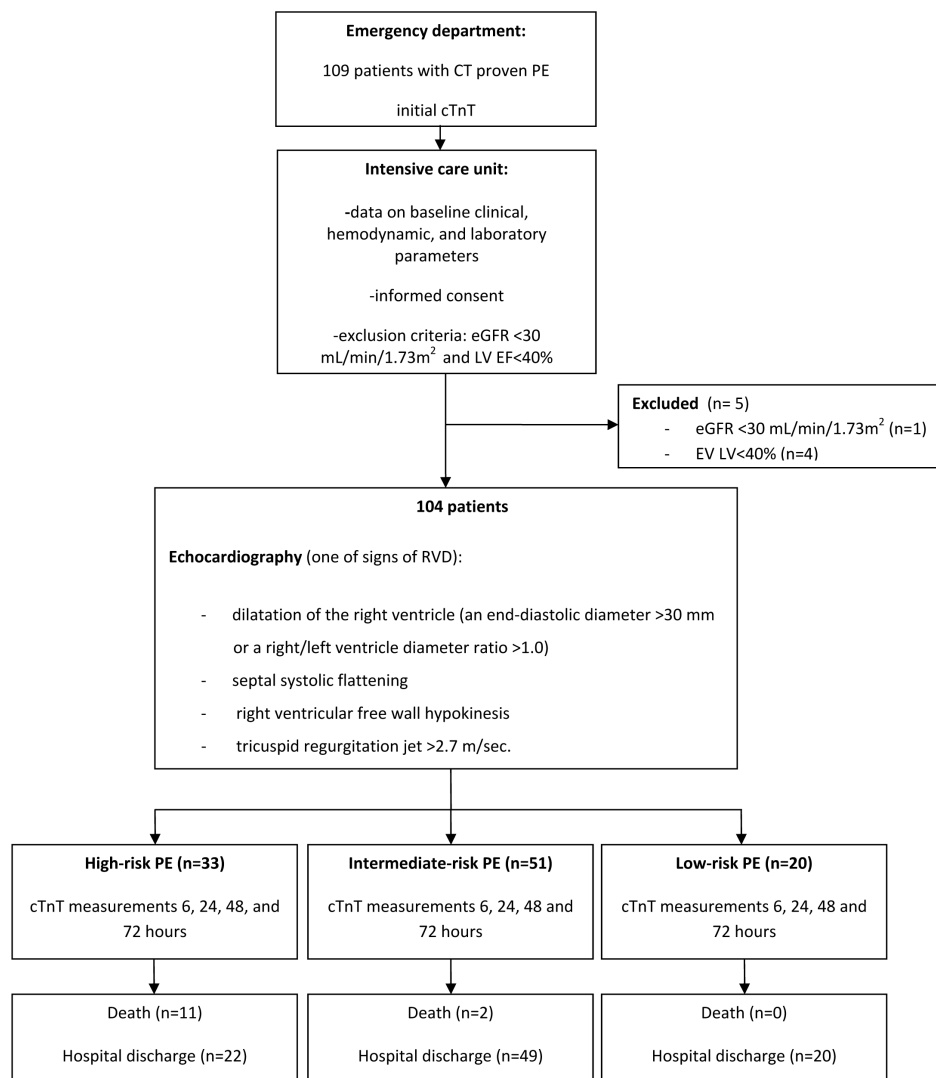 Emergency department:
109 patients with CT proven PE
initial cTnT
Intensive care unit:
-data on baseline clinical,
hemodynamic, and laboratory
parameters
-informed consent
-exclusion criteria: eGFR <30
mL/min/1.73m² and LV EF<40%
Excluded (n= 5)
- eGFR <30 mL/min/1.73m² (n=1)
- EV LV<40% (n=4)
104 patients
Echocardiography (one of signs of RVD):
- dilatation of the right ventricle (an end-diastolic diameter >30 mm
or a right/left ventricle diameter ratio >1.0)
- septal systolic flattening
- right ventricular free wall hypokinesis
- tricuspid regurgitation jet >2.7 m/sec.
High-risk PE (n=33)
cTnT measurements 6, 24, 48, and
72 hours
Intermediate-risk PE (n=51)
cTnT measurements 6, 24, 48 and
72 hours
Low-risk PE (n=20)
cTnT measurements 6, 24, 48 and
72 hours
Death (n=11)
Hospital discharge (n=22)
Death (n=2)
Hospital discharge (n=49)
Death (n=0)
Hospital discharge (n=20)